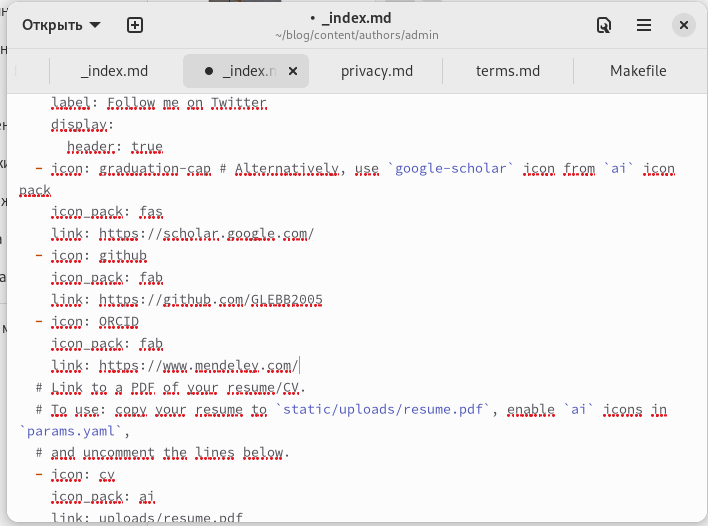 Открыть
• _index.md
~/blog/content/authors/admin
_index.md
_index.m
privacy.md
terms.md
Makefile
label: Follow me on Twitter
display:
header: true
- icon: graduation-cap # Alternatively, use `google-scholar` icon from `ai` icon
pack
icon_pack: fas
link: https://scholar.google.com/
- icon: github
icon_pack: fab
link: https://github.com/GLEBB2005
- icon: ORCID
icon_pack: fab
link: https://www.mendeley.com/
# Link to a PDF of your resume/CV.
# To use: copy your resume to `static/uploads/resume.pdf`, enable `ai` icons in
`params.yaml`,
# and uncomment the lines below.
- icon: cv
icon_pack: ai
link: uploads/resume.pdf